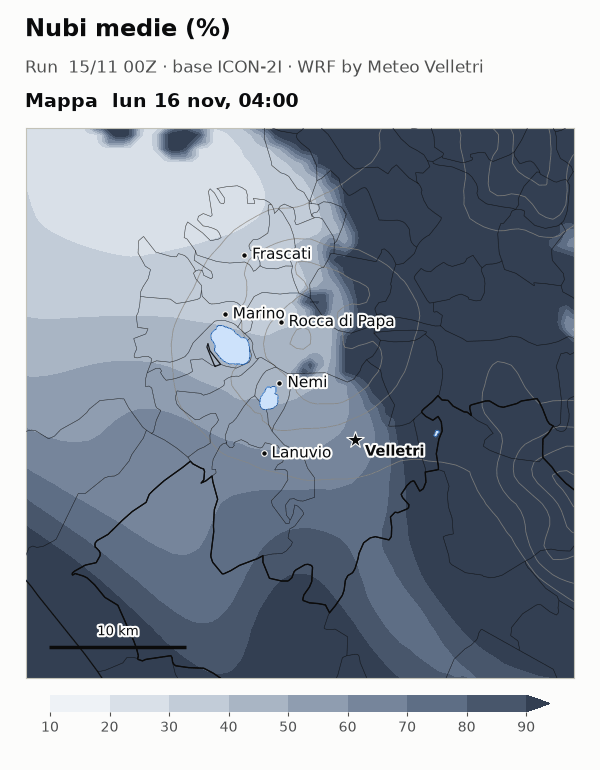 Nubi medie (%)
Run  15/11 00Z · base ICON-2I · WRF by Meteo Velletri
Mappa  lun 16 nov, 04:00
Frascati
Marino
Rocca di Papa
Nemi
Velletri
Lanuvio
10 km
10 20 30 40 50 60 70 80 90